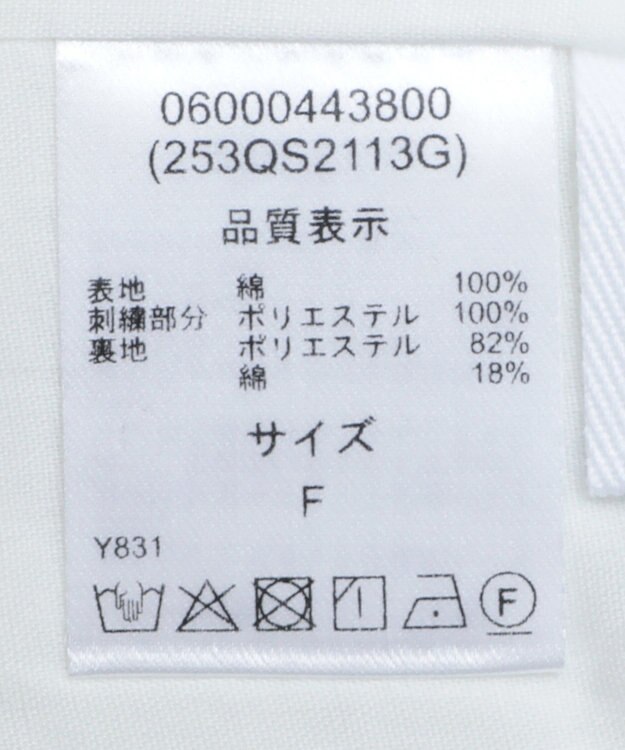 06000443800
(253QS2113G)
品質表示
表地 綿 100%
刺繍部分 ポリエステル 100%
裏地 ポリエステル 82%
綿 18%
サイズ
F
Y831
F